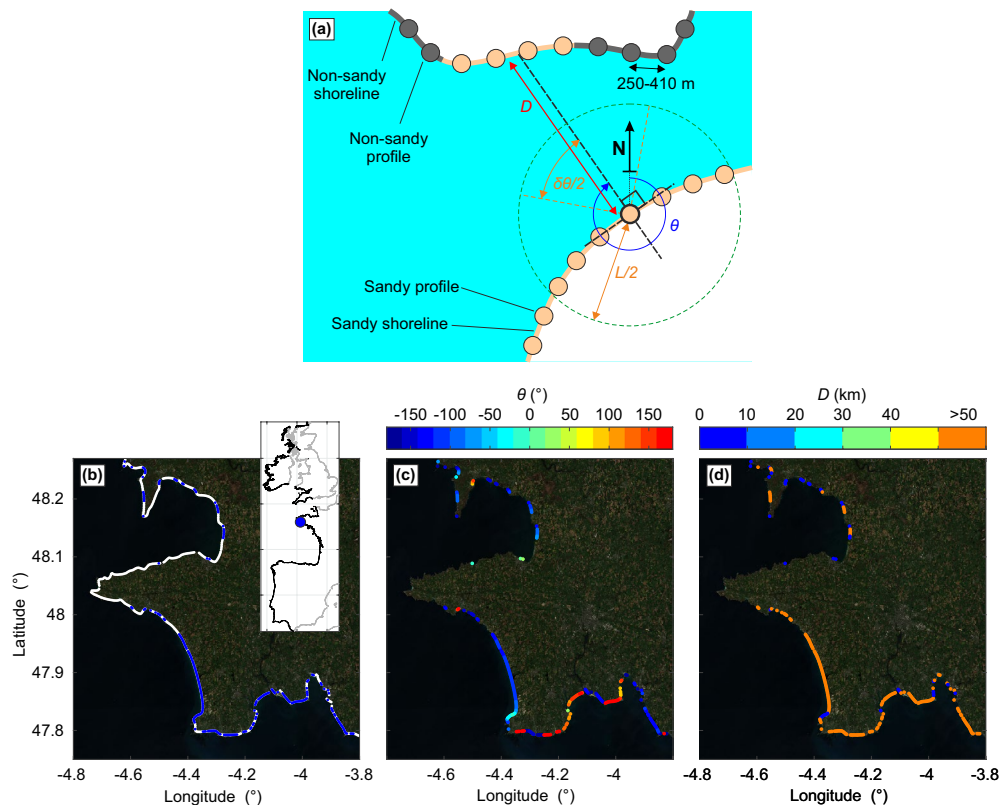 (a)
Non-sandy
shoreline
Non-sandy
profile
250-410 m
D
N
δθ/2
θ
L/2
Sandy profile
Sandy shoreline
θ (°)
-150 -100 -50 0 50 100 150
D (km)
0 10 20 30 40 >50
(b)
(c)
(d)
48.2
48.1
48
47.9
47.8
Latitude (°)
-4.8 -4.6 -4.4 -4.2 -4 -3.8
-4.8 -4.6 -4.4 -4.2 -4
-4.8 -4.6 -4.4 -4.2 -4 -3.8
Longitude (°)
Longitude (°)
Longitude (°)